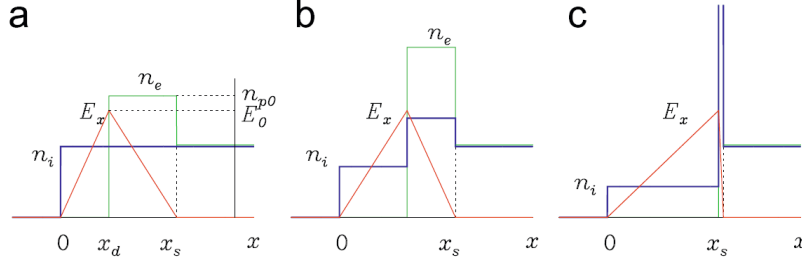 a
b
c
n_e
n_{p0}
E_x
E_0
n_i
0
x_d
x_s
x
n_e
E_x
n_i
0
x_s
x
E_x
n_i
0
x_s
x